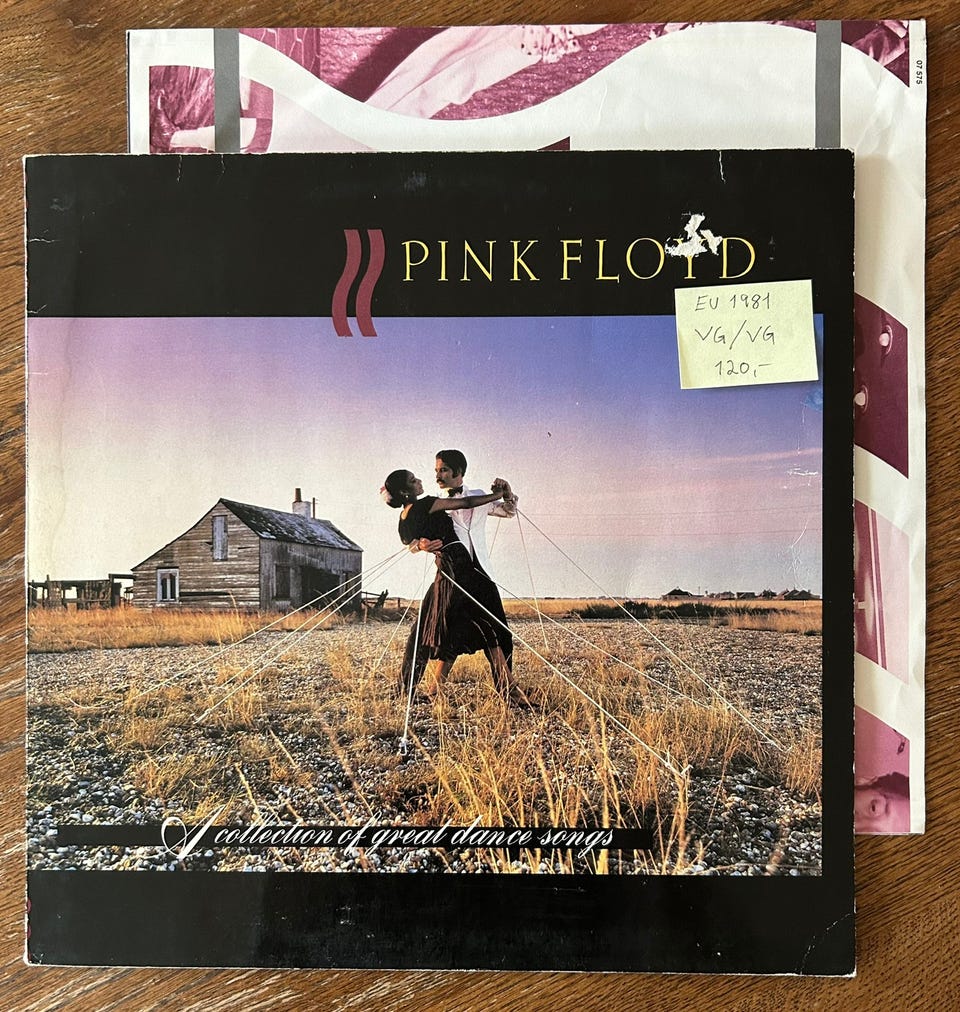 07 575
PINK FLOYD
EU 1981
VG/VG
120,-
A collection of great dance songs